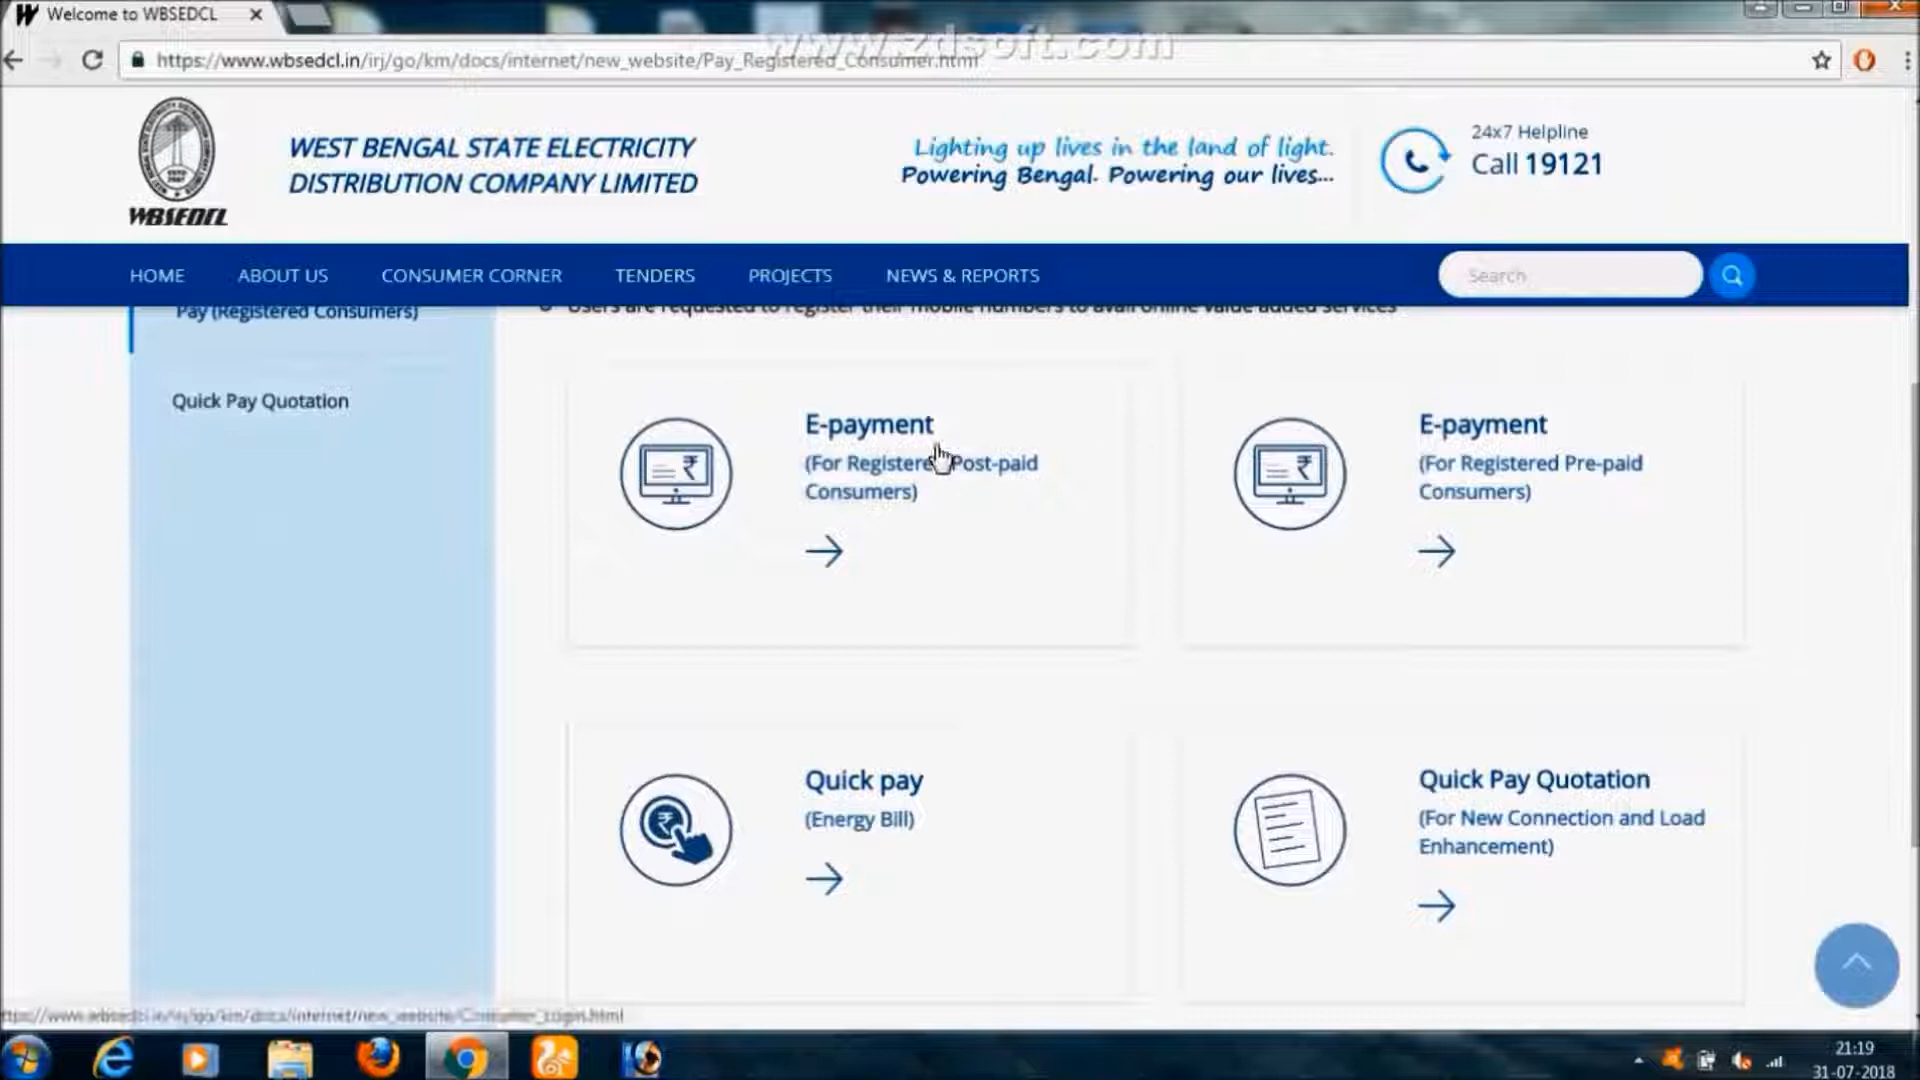 Welcome to WBSEDCL
www.zdsoft.com
https://www.wbsedcl.in/irj/go/km/docs/internet/new_website/Pay_Registered_Consumer.html
WBSEDCL
WEST BENGAL STATE ELECTRICITY
DISTRIBUTION COMPANY LIMITED
Lighting up lives in the land of light.
Powering Bengal. Powering our lives...
24x7 Helpline
Call 19121
HOME ABOUT US CONSUMER CORNER TENDERS PROJECTS NEWS & REPORTS
Search
Pay (Registered Consumers)
Users are requested to register their mobile numbers to avail online value added services
Quick Pay Quotation
E-payment
(For Registered Post-paid
Consumers)
E-payment
(For Registered Pre-paid
Consumers)
Quick pay
(Energy Bill)
Quick Pay Quotation
(For New Connection and Load
Enhancement)
ttps://www.wbsedcl.in/irj/go/km/docs/internet/new_website/Consumer_Login.html
21:19
31-07-2018